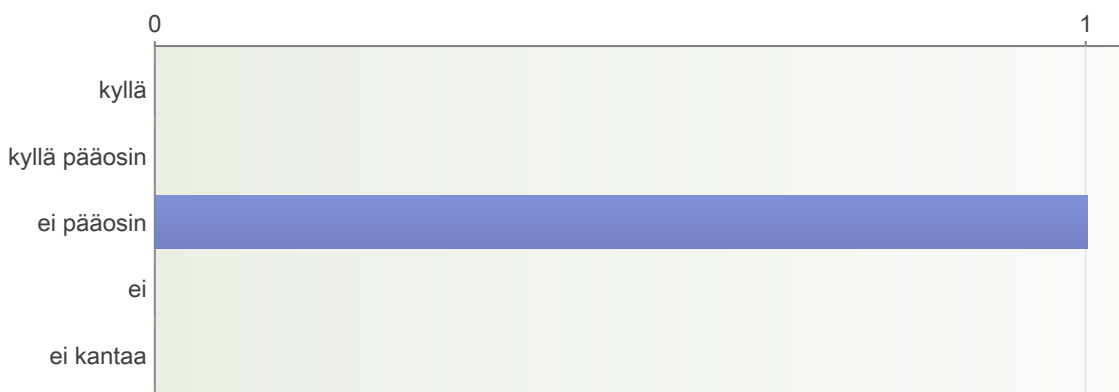 0 1
kyllä
kyllä pääosin
ei pääosin
ei
ei kantaa